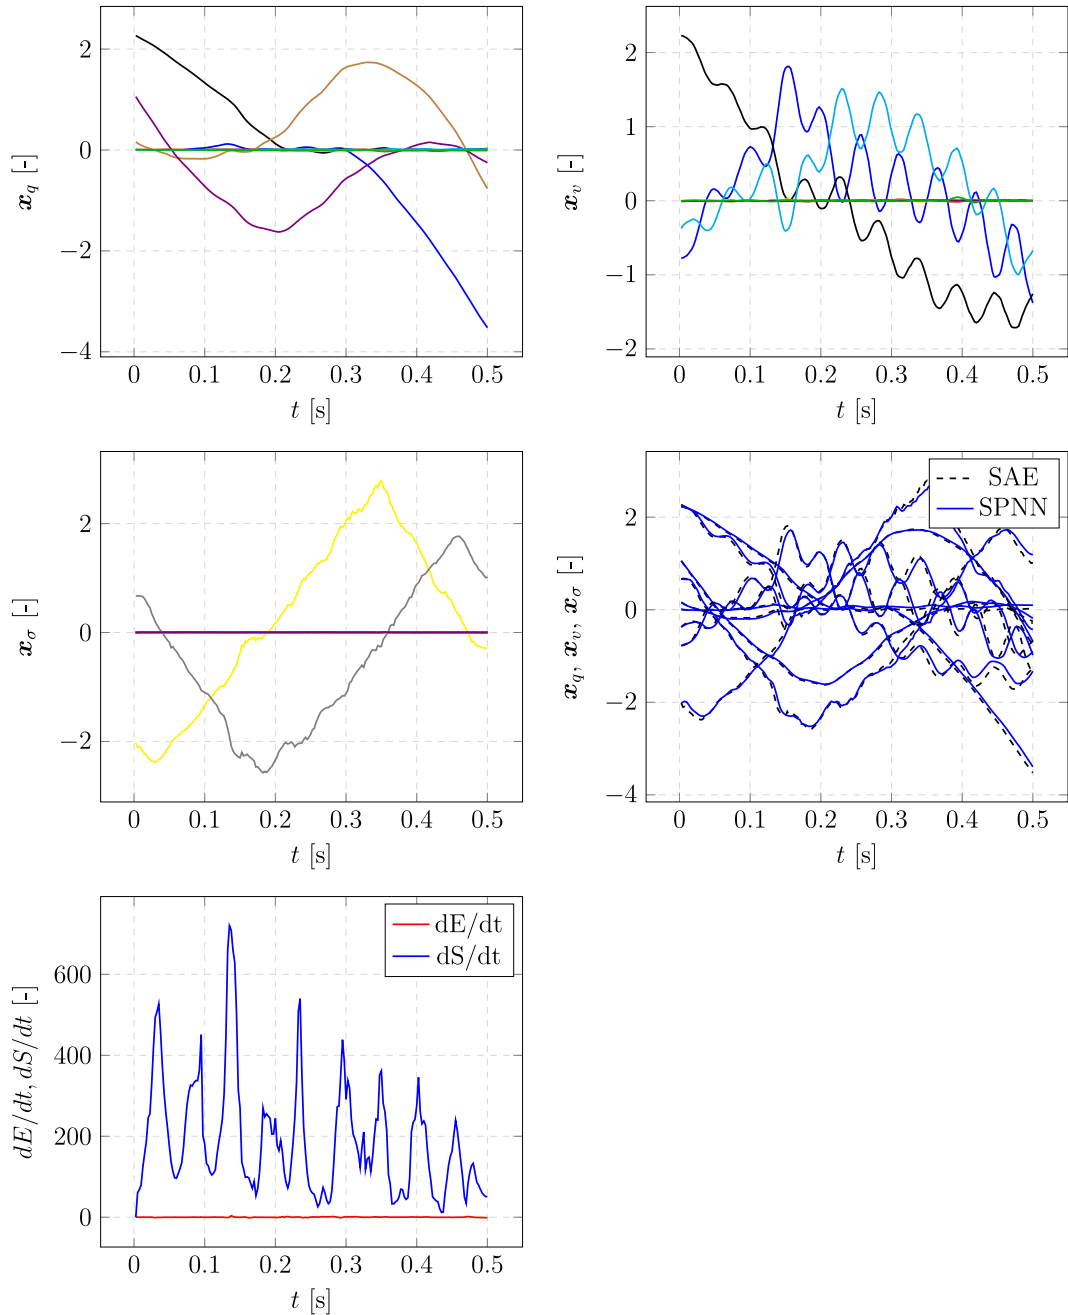 2
0
−2
−4
0 0.1 0.2 0.3 0.4 0.5
t [s]
x_q [-]
2
1
0
−1
−2
0 0.1 0.2 0.3 0.4 0.5
t [s]
x_v [-]
2
0
−2
0 0.1 0.2 0.3 0.4 0.5
t [s]
x_σ [-]
SAE
SPNN
2
0
−2
−4
0 0.1 0.2 0.3 0.4 0.5
t [s]
x_q, x_v, x_σ [-]
dE/dt
dS/dt
600
400
200
0
0 0.1 0.2 0.3 0.4 0.5
t [s]
dE/dt, dS/dt [-]